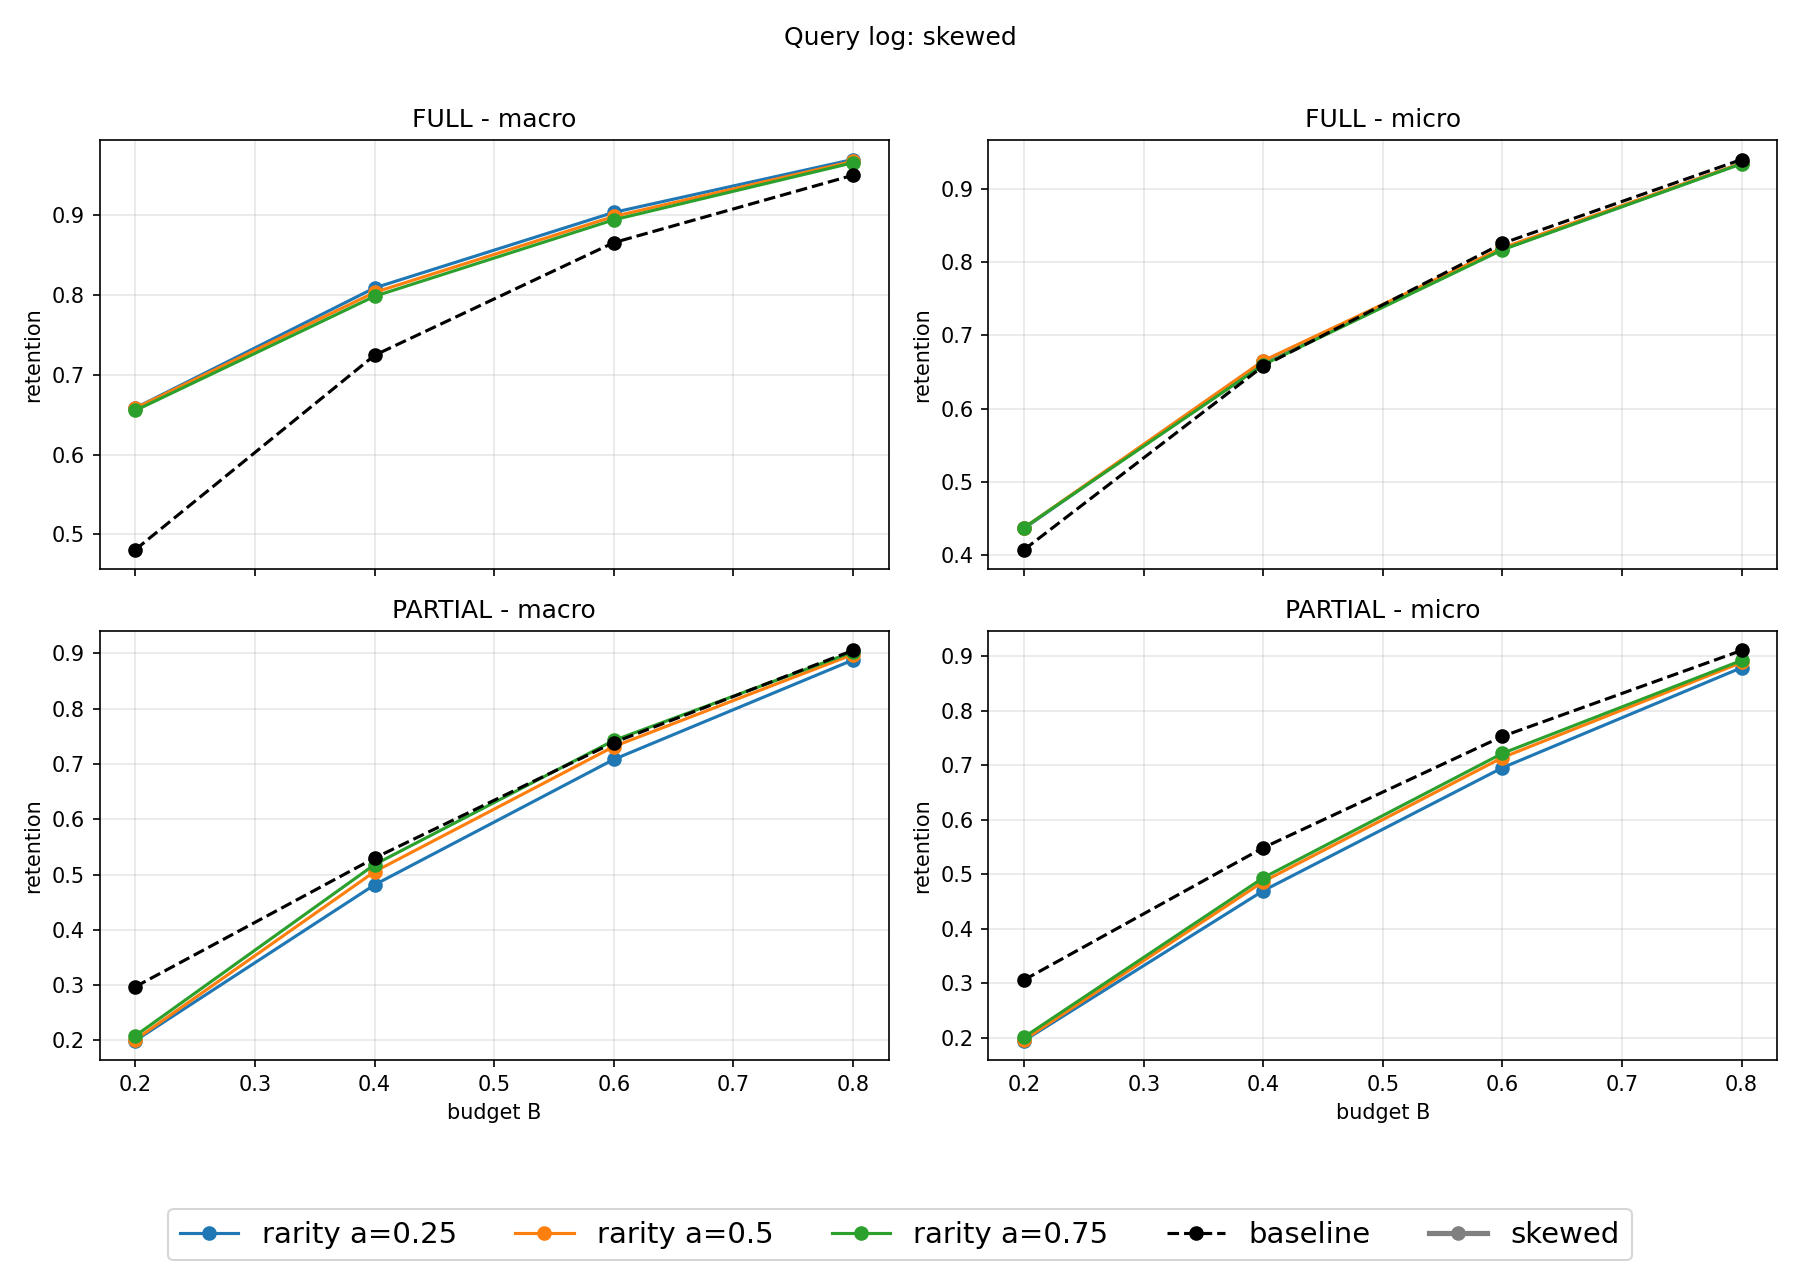 Query log: skewed
FULL - macro
FULL - micro
retention
0.9
0.8
0.7
0.6
0.5
retention
0.9
0.8
0.7
0.6
0.5
0.4
PARTIAL - macro
PARTIAL - micro
retention
0.9
0.8
0.7
0.6
0.5
0.4
0.3
0.2
0.2 0.3 0.4 0.5 0.6 0.7 0.8
budget B
retention
0.9
0.8
0.7
0.6
0.5
0.4
0.3
0.2
0.2 0.3 0.4 0.5 0.6 0.7 0.8
budget B
rarity a=0.25 rarity a=0.5 rarity a=0.75 baseline skewed